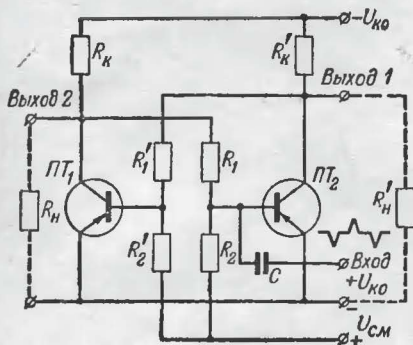 −U_ко
R_к
R'_к
Выход 2
Выход 1
R'_1
R_1
ПТ_1
ПТ_2
R_н
R'_н
R'_2
R_2
C
Вход
+U_ко
−
U_см
+